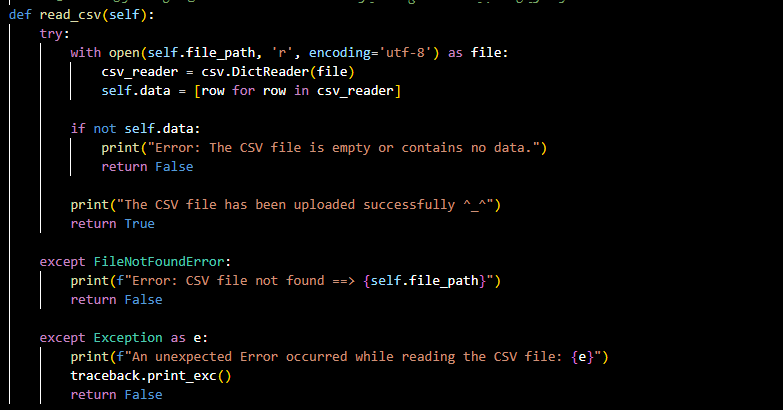 def read_csv(self):
    try:
        with open(self.file_path, 'r', encoding='utf-8') as file:
            csv_reader = csv.DictReader(file)
            self.data = [row for row in csv_reader]

        if not self.data:
            print("Error: The CSV file is empty or contains no data.")
            return False

        print("The CSV file has been uploaded successfully ^_^")
        return True

    except FileNotFoundError:
        print(f"Error: CSV file not found ==> {self.file_path}")
        return False

    except Exception as e:
        print(f"An unexpected Error occurred while reading the CSV file: {e}")
        traceback.print_exc()
        return False